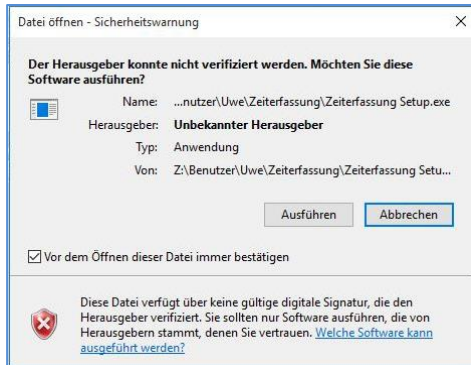 Datei öffnen - Sicherheitswarnung
Der Herausgeber konnte nicht verifiziert werden. Möchten Sie diese
Software ausführen?
Name: ...nutzer\Uwe\Zeiterfassung\Zeiterfassung Setup.exe
Herausgeber: Unbekannter Herausgeber
Typ: Anwendung
Von: Z:\Benutzer\Uwe\Zeiterfassung\Zeiterfassung Setu...
Ausführen Abbrechen
Vor dem Öffnen dieser Datei immer bestätigen
Diese Datei verfügt über keine gültige digitale Signatur, die den
Herausgeber verifiziert. Sie sollten nur Software ausführen, die von
Herausgebern stammt, denen Sie vertrauen. Welche Software kann
ausgeführt werden?